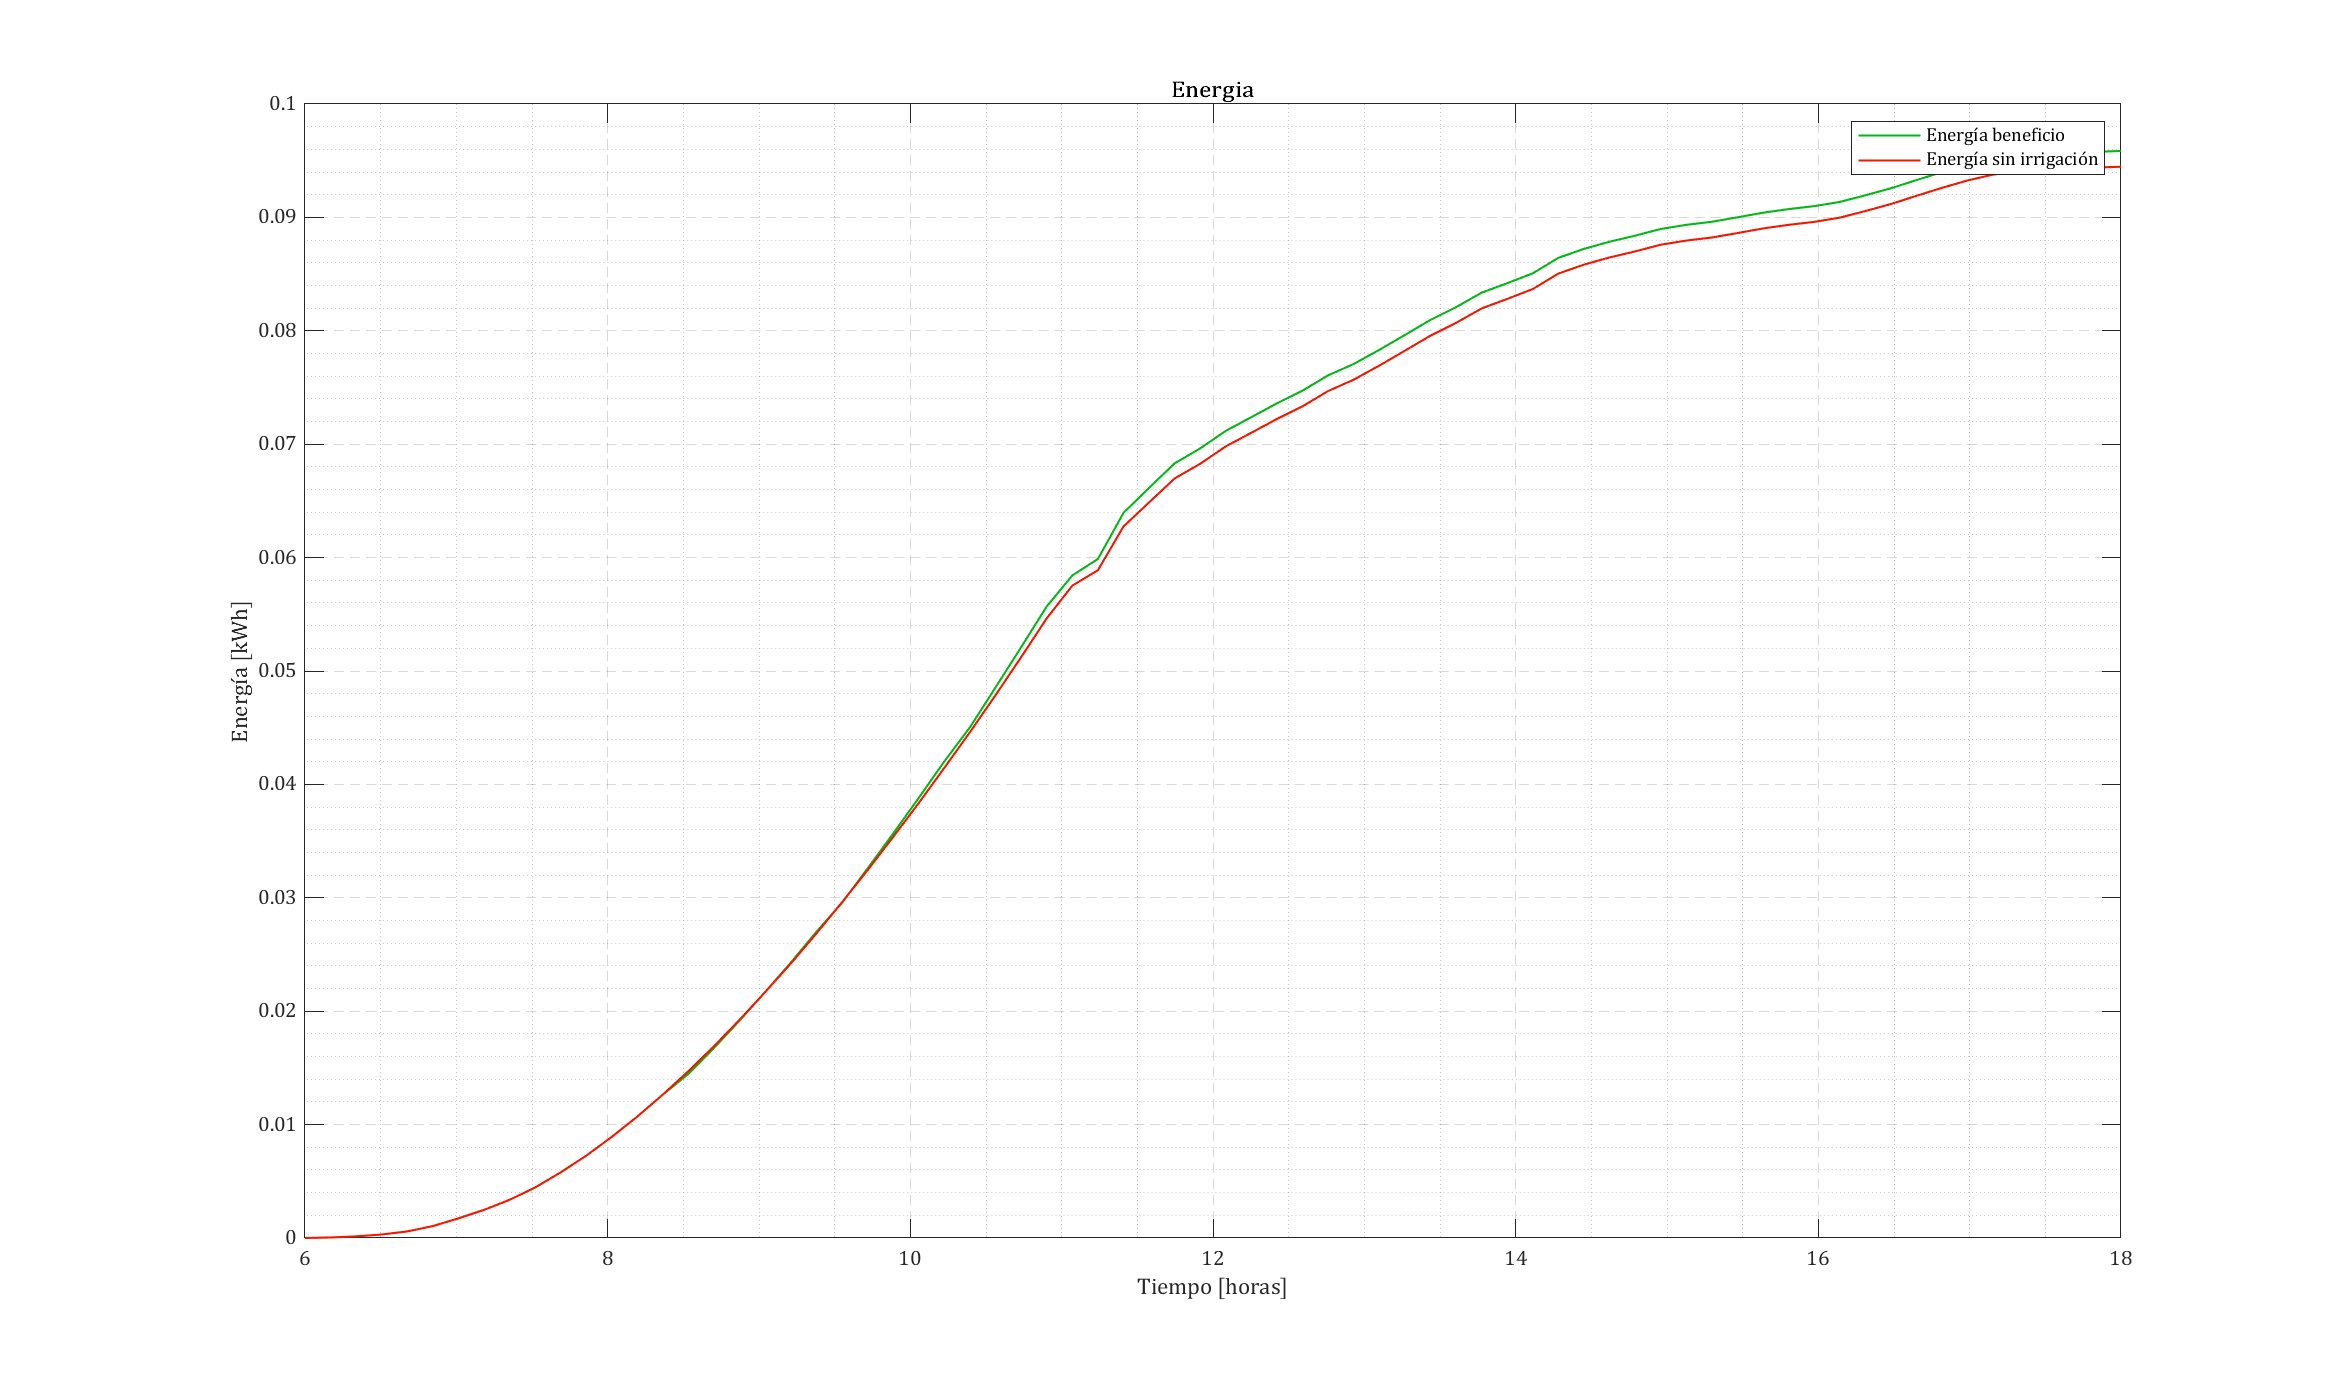 Energia
0.1
0.09
0.08
0.07
0.06
0.05
0.04
0.03
0.02
0.01
0
Energía [kWh]
Energía beneficio
Energía sin irrigación
6 8 10 12 14 16 18
Tiempo [horas]